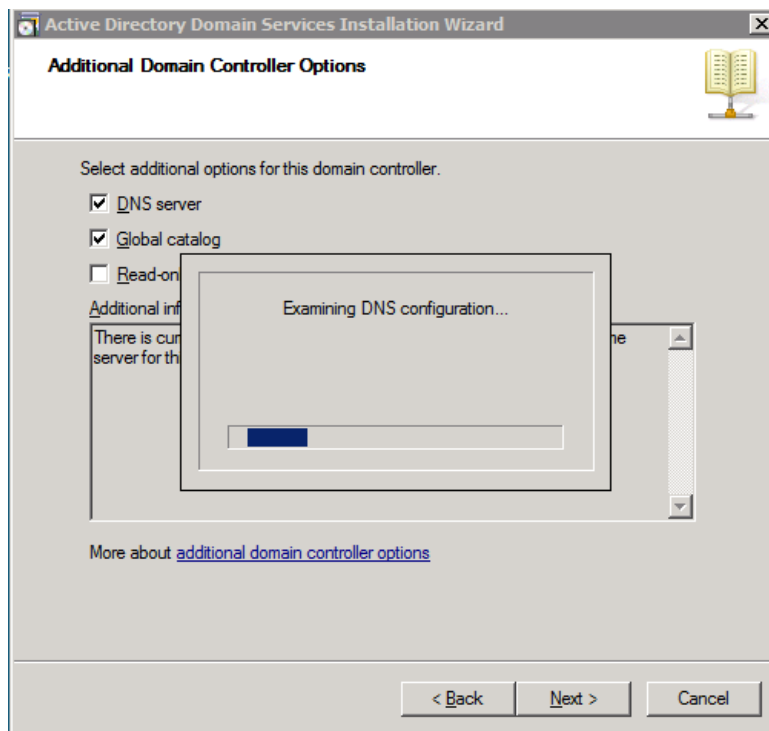 Active Directory Domain Services Installation Wizard
Additional Domain Controller Options
Select additional options for this domain controller.
DNS server
Global catalog
Read-on
Additional inf
Examining DNS configuration...
There is cur
he
server for th
More about additional domain controller options
< Back
Next >
Cancel